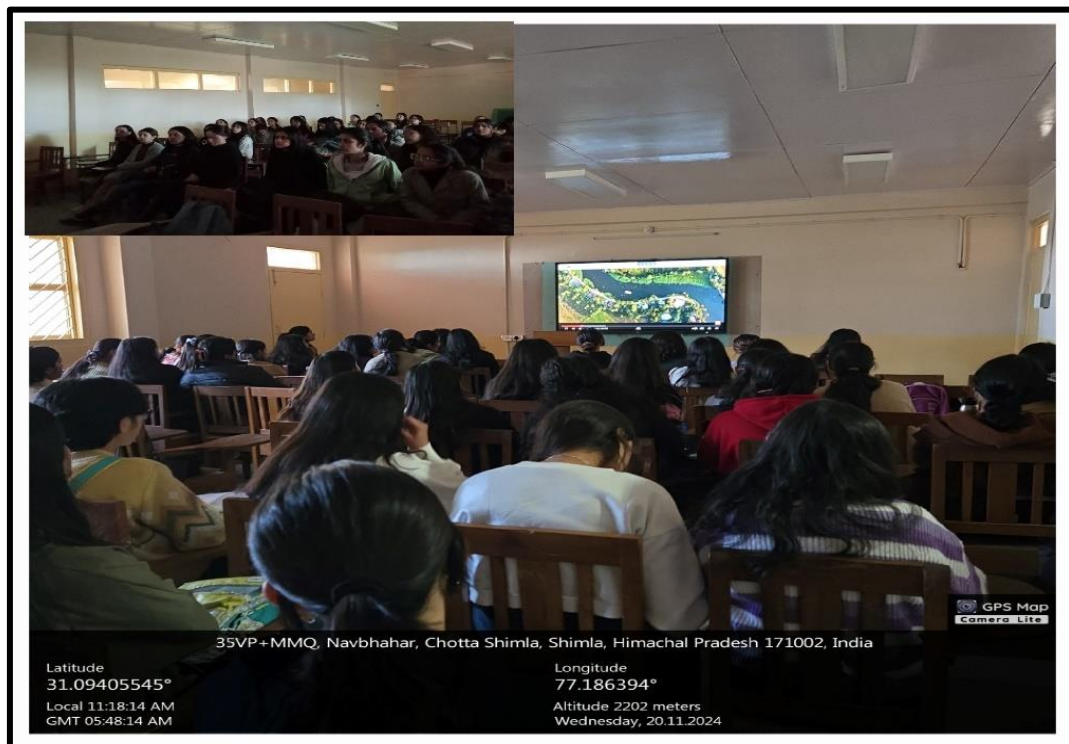 GPS Map
Camera Lite
35VP+MMQ, Navbhahar, Chotta Shimla, Shimla, Himachal Pradesh 171002, India
Latitude
31.09405545°
Longitude
77.186394°
Local 11:18:14 AM
GMT 05:48:14 AM
Altitude 2202 meters
Wednesday, 20.11.2024